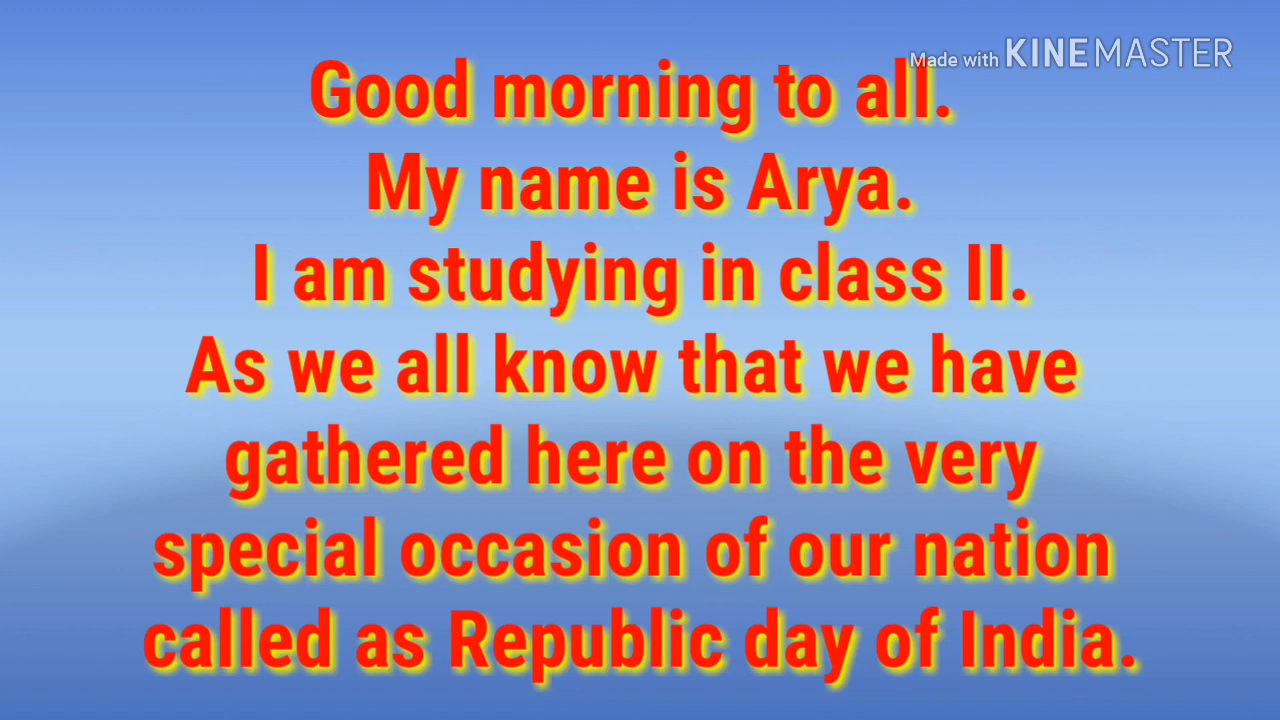 Made with KINEMASTER
Good morning to all.
My name is Arya.
I am studying in class II.
As we all know that we have
gathered here on the very
special occasion of our nation
called as Republic day of India.